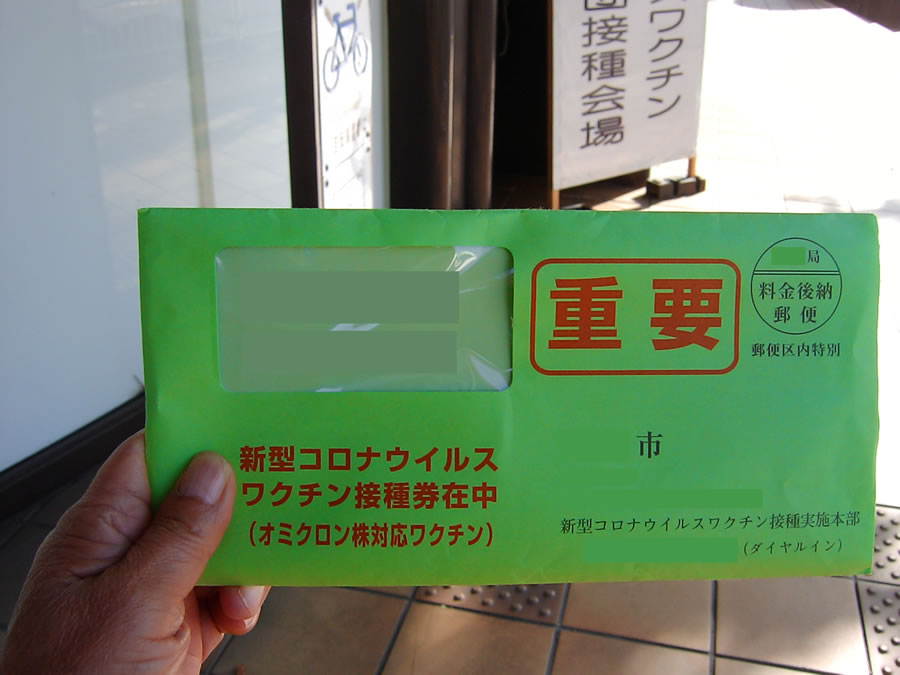 ワクチン
団接種会場
局
料金後納
郵便
郵便区内特別
重要
市
新型コロナウイルス
ワクチン接種券在中
（オミクロン株対応ワクチン）
新型コロナウイルスワクチン接種実施本部
（ダイヤルイン）